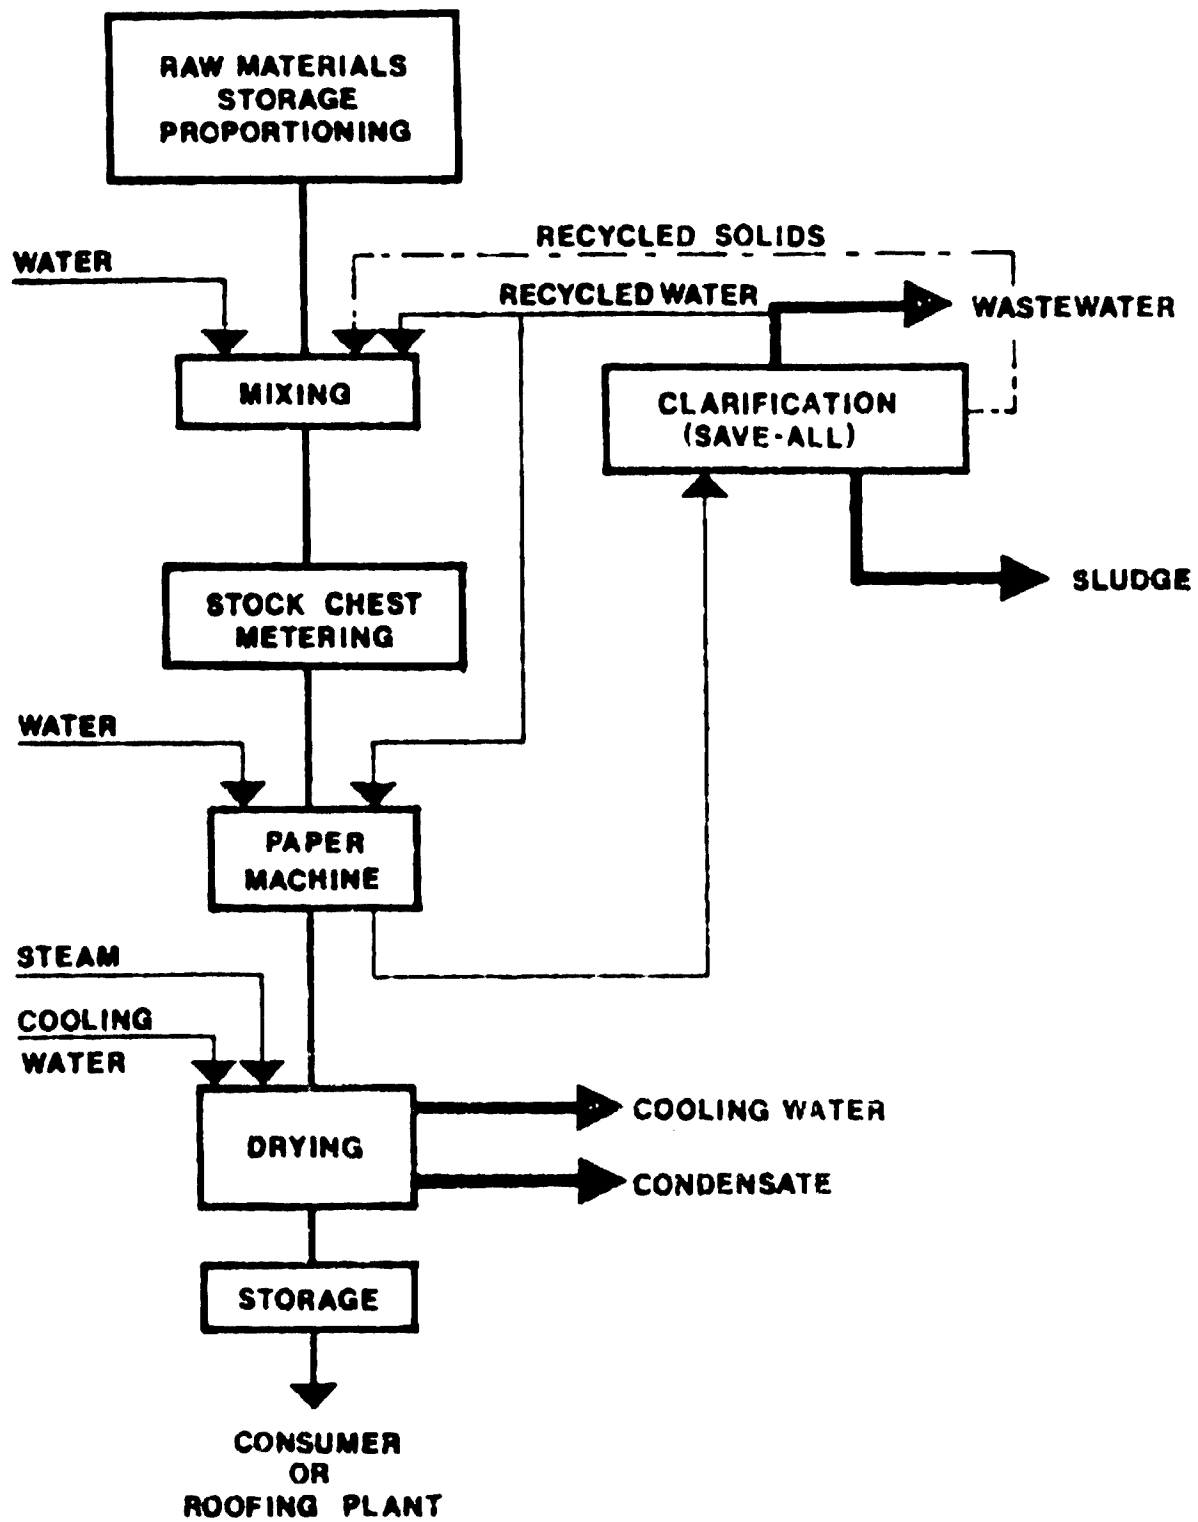 RAW MATERIALS
STORAGE
PROPORTIONING
RECYCLED SOLIDS
WATER
RECYCLED WATER
WASTEWATER
MIXING
CLARIFICATION
(SAVE-ALL)
SLUDGE
STOCK CHEST
METERING
WATER
PAPER
MACHINE
STEAM
COOLING
WATER
COOLING WATER
DRYING
CONDENSATE
STORAGE
CONSUMER
OR
ROOFING PLANT